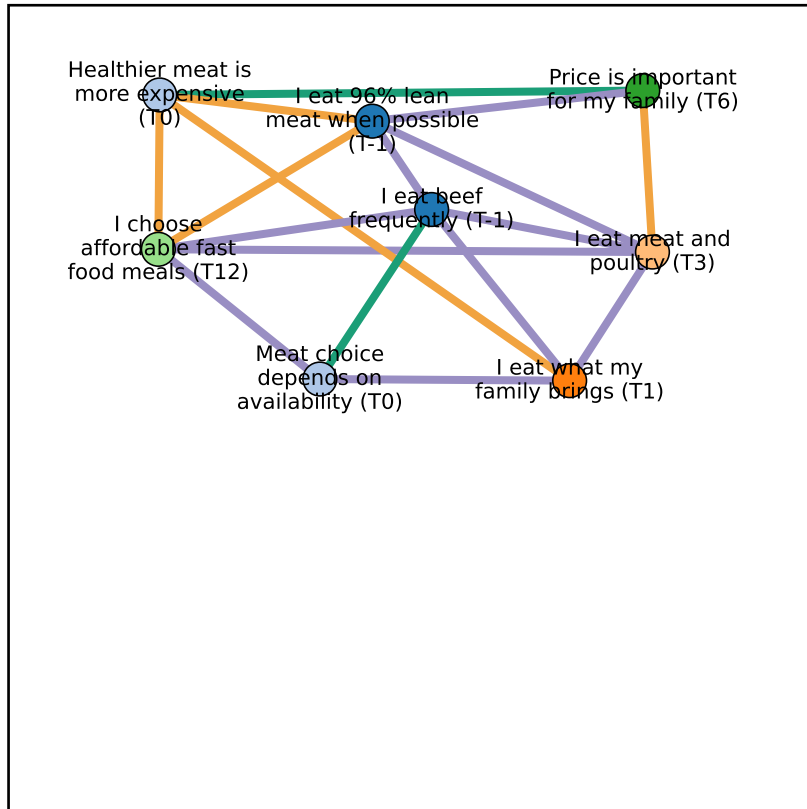 Healthier meat is
more expensive
(T0)
I eat 96% lean
meat when possible
(T-1)
Price is important
for my family (T6)
I eat beef
frequently (T-1)
I choose
affordable fast
food meals (T12)
I eat meat and
poultry (T3)
Meat choice
depends on
availability (T0)
I eat what my
family brings (T1)